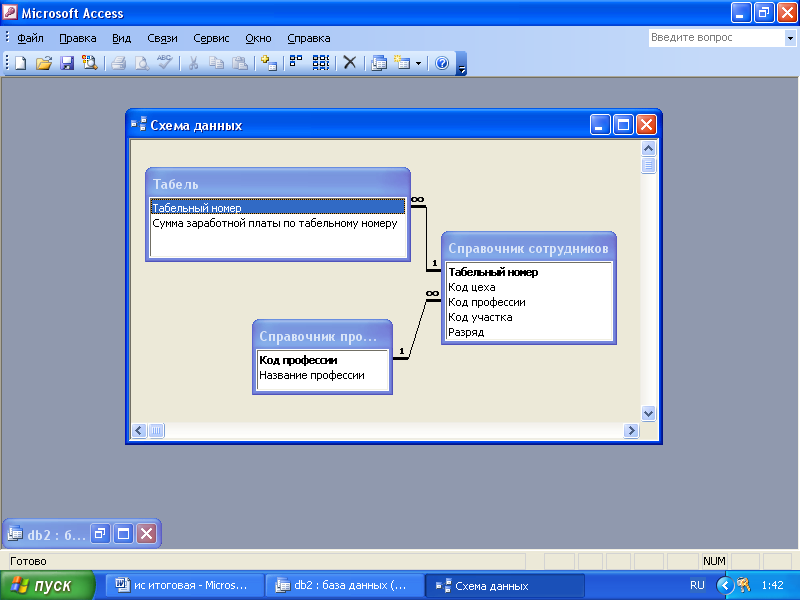 Microsoft Access
Файл Правка Вид Связи Сервис Окно Справка
Введите вопрос
Схема данных
Табель
Табельный номер
Сумма заработной платы по табельному номеру
∞
1
Справочник сотрудников
Табельный номер
Код цеха
Код профессии
Код участка
Разряд
∞
1
Справочник про...
Код профессии
Название профессии
db2 : б...
Готово
NUM
пуск
ис итоговая - Micros...
db2 : база данных (...
Схема данных
RU
1:42